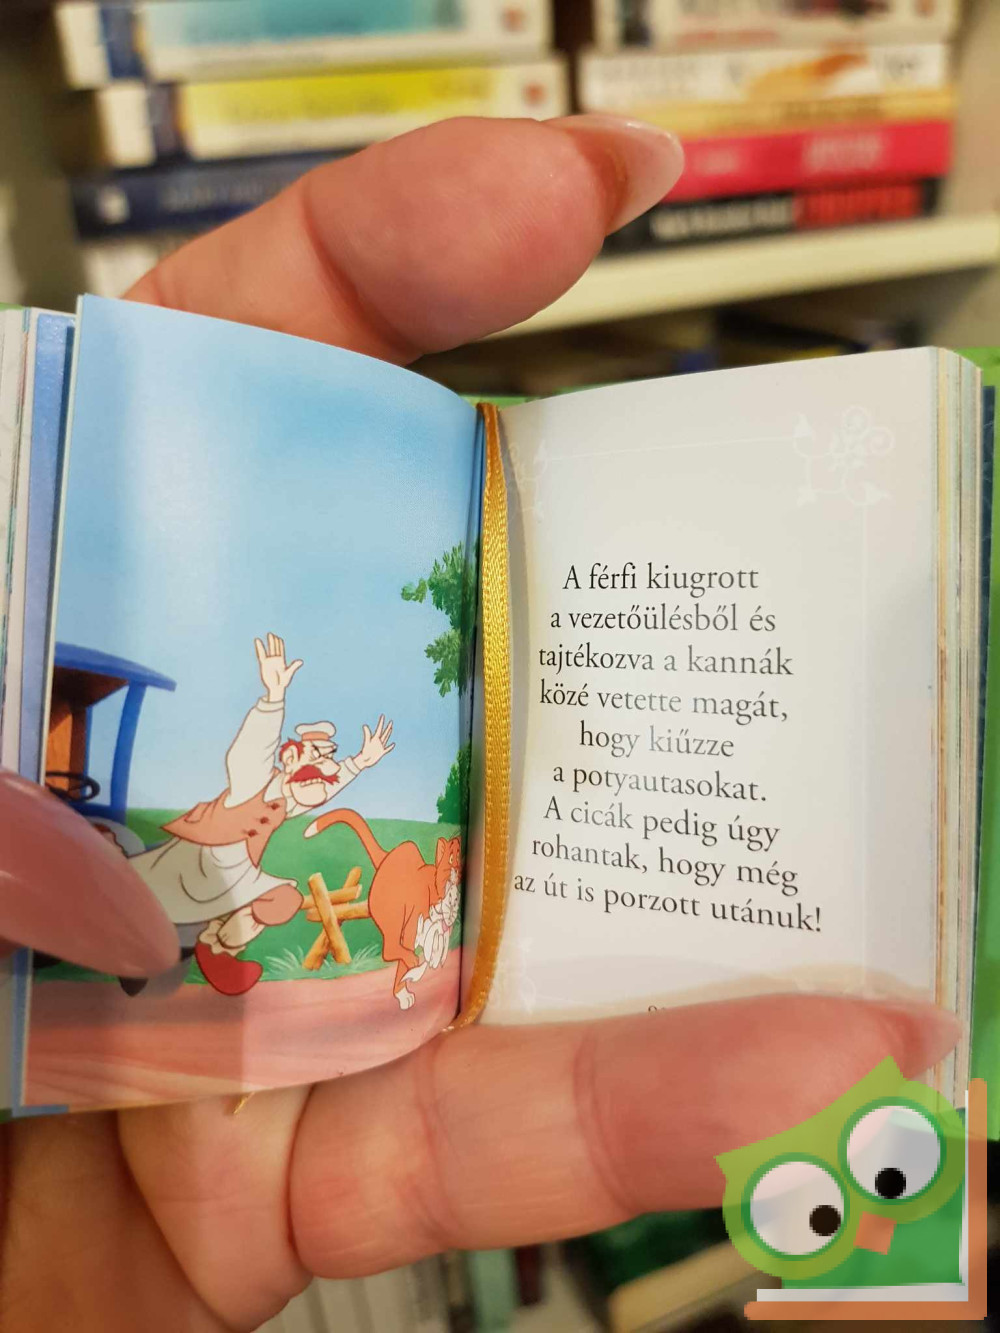 A férfi kiugrott
a vezetőülésből és
tajtékozva a kannák
közé vetette magát,
hogy kiűzze
a potyautasokat.
A cicák pedig úgy
rohantak, hogy még
az út is porzott utánuk!